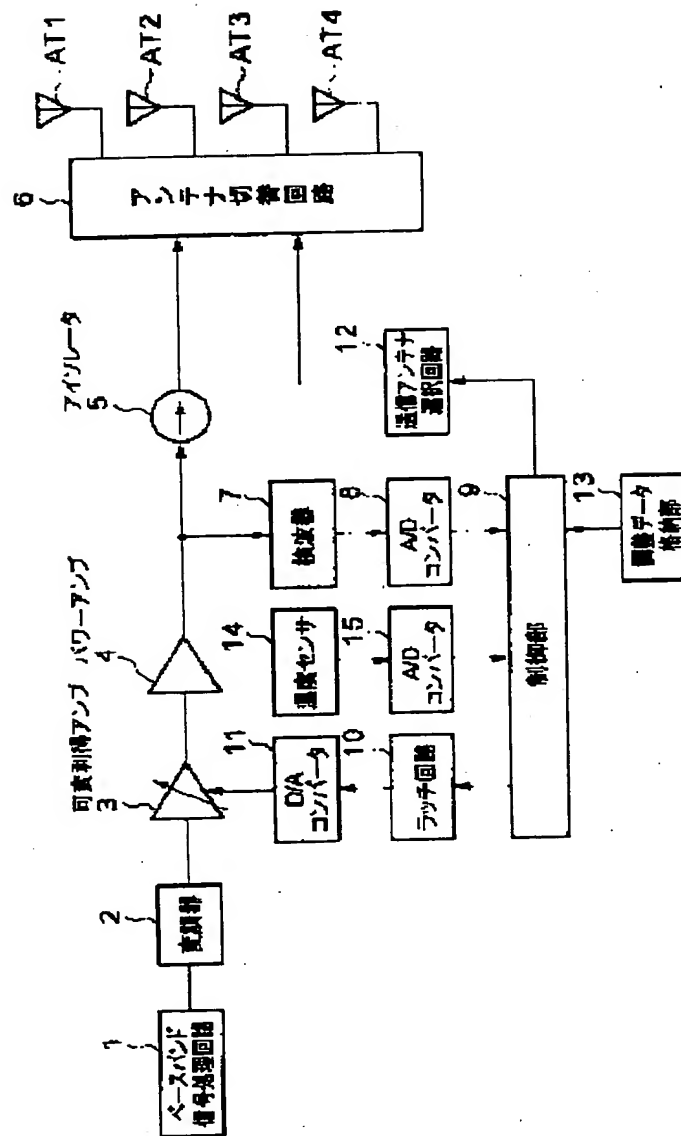 1
ベースバンド
信号処理回路
2
変調器
可変利得アンプ
3
パワーアンプ
4
アイソレータ
5
6
アンテナ切替回路
AT1
AT2
AT3
AT4
7
検波器
8
A/D
コンバータ
9
制御部
10
ラッチ回路
11
D/A
コンバータ
12
送信アンテナ
選択回路
13
調整データ
格納部
14
温度センサ
15
A/D
コンバータ